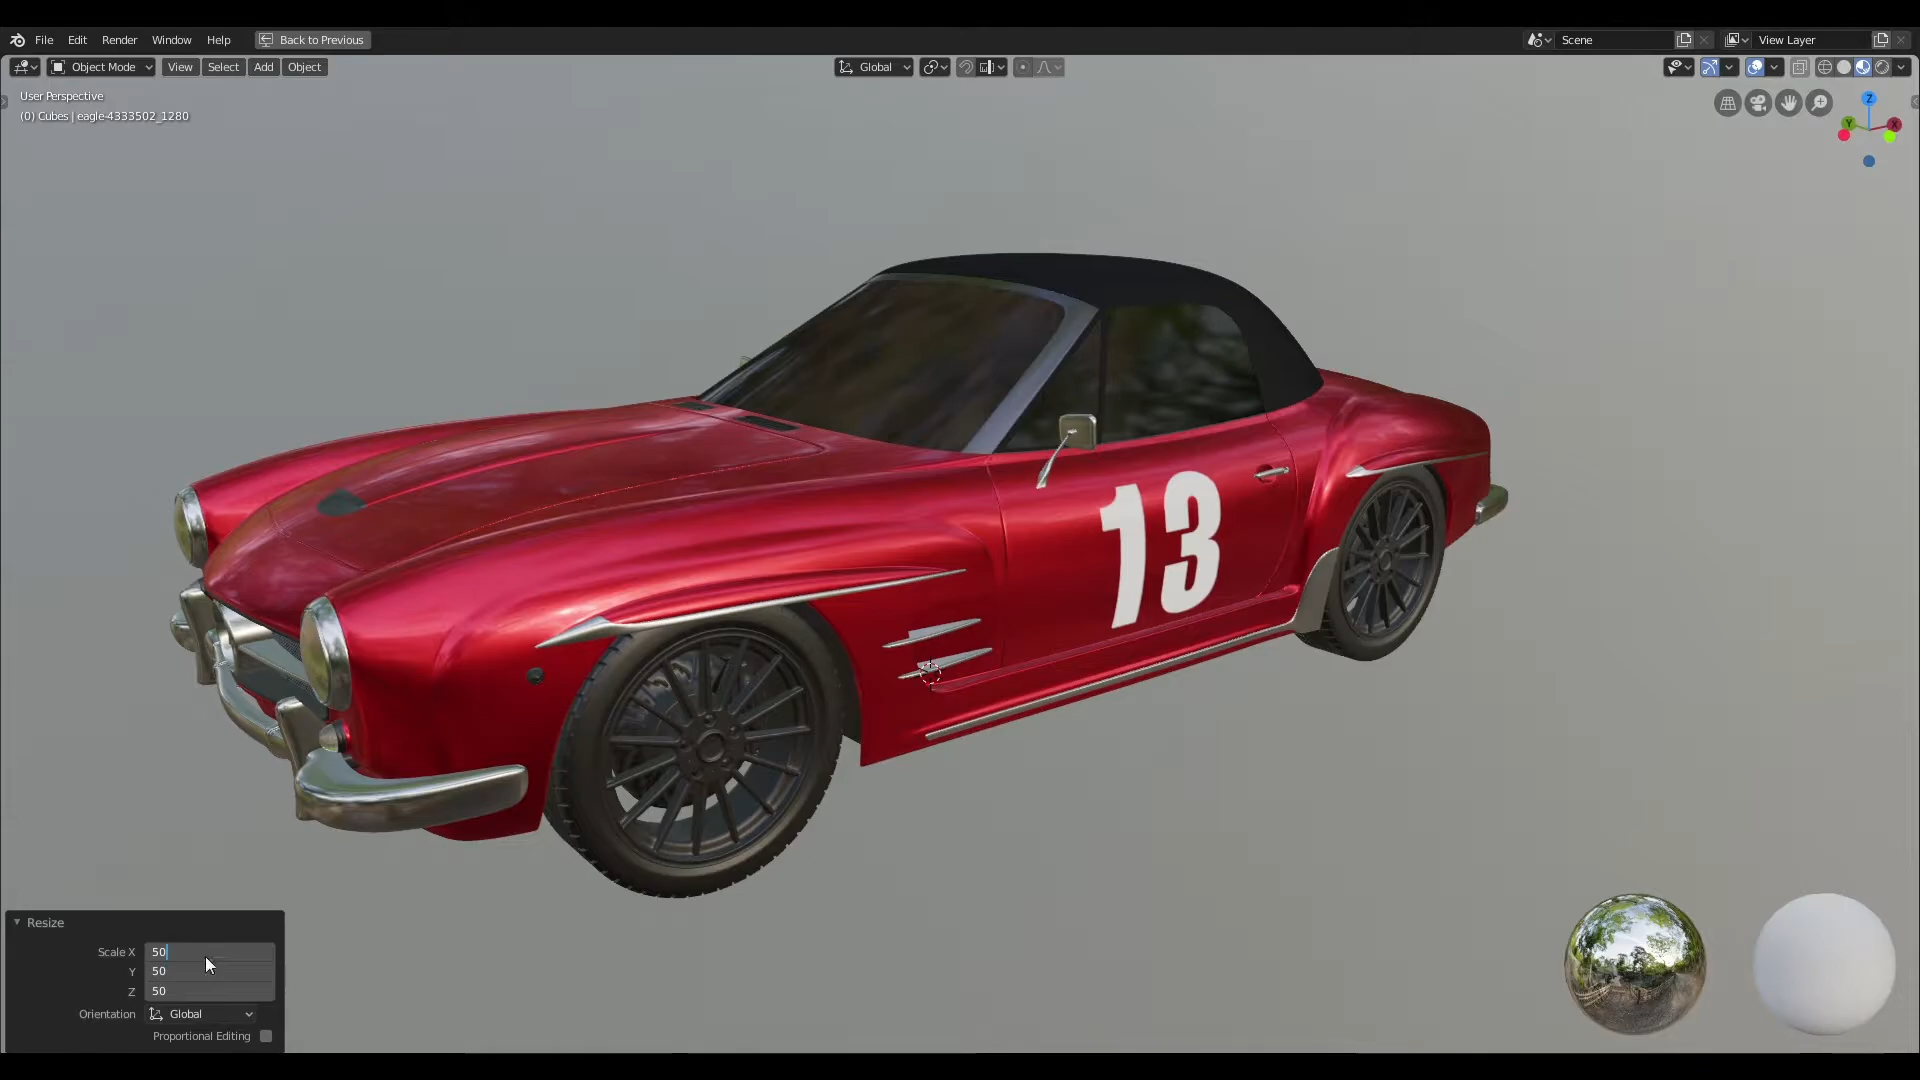 File Edit Render Window Help Back to Previous Scene View Layer
Object Mode View Select Add Object Global
User Perspective
(0) Cubes | eagle-4333502_1280
Z
Y X
13
Resize
Scale X 50
Y 50
Z 50
Orientation Global
Proportional Editing